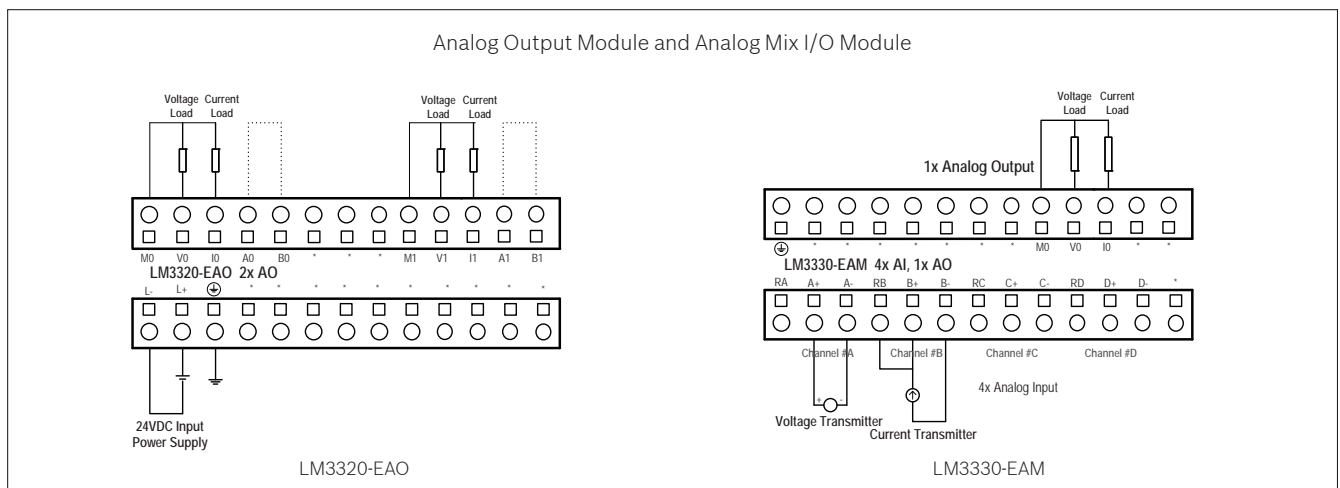 Analog Output Module and Analog Mix I/O Module
Voltage Load
Current Load
Voltage Load
Current Load
M0 V0 I0 A0 B0 * * * M1 V1 I1 A1 B1
LM3320-EAO 2x AO
L- L+ * * * * * * * * * *
24VDC Input
Power Supply
LM3320-EAO
Voltage Load
Current Load
1x Analog Output
* * * * * * * M0 V0 I0 * *
LM3330-EAM 4x AI, 1x AO
RA A+ A- RB B+ B- RC C+ C- RD D+ D- *
Channel #A Channel #B Channel #C Channel #D
4x Analog Input
+ -
Voltage Transmitter
Current Transmitter
LM3330-EAM